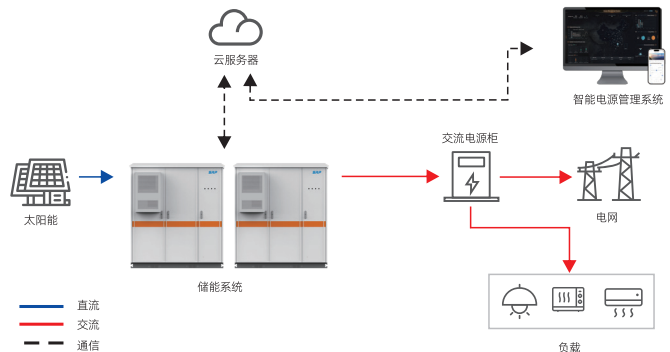 云服务器
智能电源管理系统
交流电源柜
太阳能
电网
储能系统
直流
交流
通信
负载